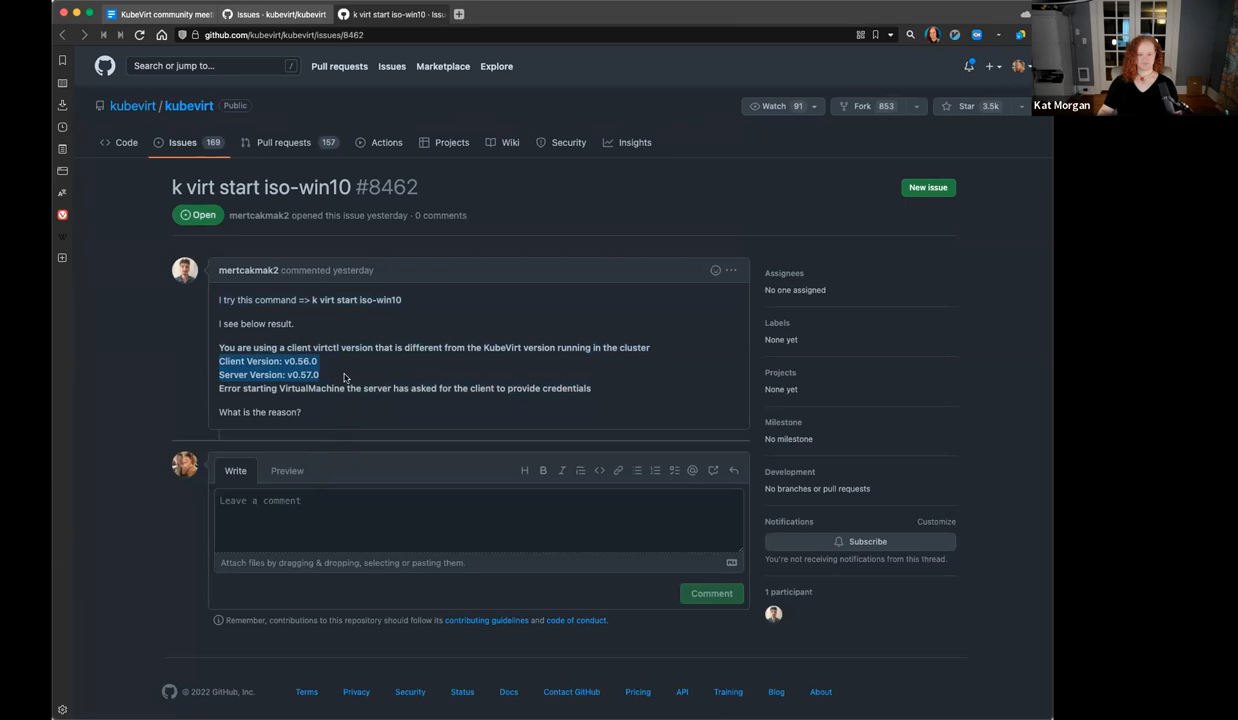 KubeVirt community meet
Issues · kubevirt/kubevirt
k virt start iso-win10 · Issu
github.com/kubevirt/kubevirt/issues/8462
Search or jump to...
/
Pull requests
Issues
Marketplace
Explore
Kat Morgan
kubevirt / kubevirt
Public
Watch 91
Fork 853
Star 3.5k
Code
Issues 169
Pull requests 157
Actions
Projects
Wiki
Security
Insights
k virt start iso-win10 #8462
New issue
Open
mertcakmak2 opened this issue yesterday · 0 comments
mertcakmak2 commented yesterday
I try this command => k virt start iso-win10
I see below result.
You are using a client virtctl version that is different from the KubeVirt version running in the cluster
Client Version: v0.56.0
Server Version: v0.57.0
Error starting VirtualMachine the server has asked for the client to provide credentials
What is the reason?
Assignees
No one assigned
Labels
None yet
Projects
None yet
Milestone
No milestone
Development
No branches or pull requests
Notifications
Customize
Subscribe
You're not receiving notifications from this thread.
1 participant
Write
Preview
Leave a comment
Attach files by dragging & dropping, selecting or pasting them.
Comment
Remember, contributions to this repository should follow its contributing guidelines and code of conduct.
© 2022 GitHub, Inc.
Terms
Privacy
Security
Status
Docs
Contact GitHub
Pricing
API
Training
Blog
About